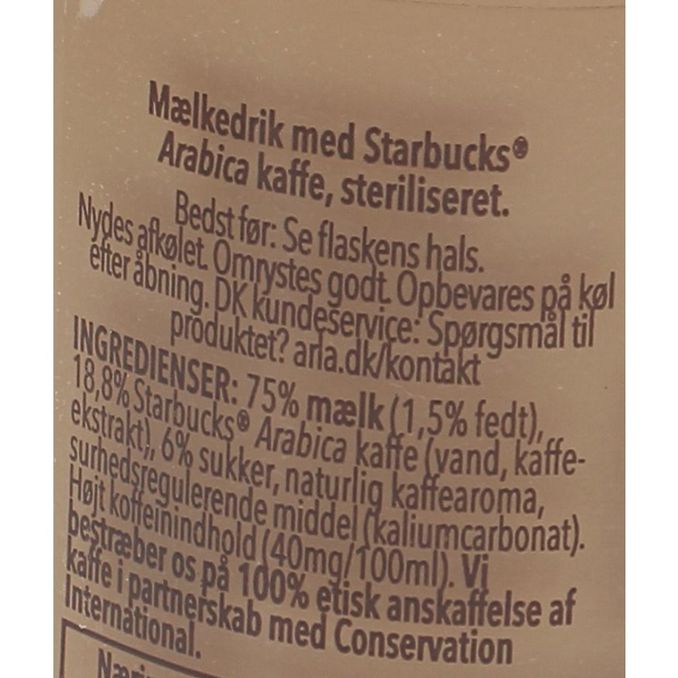 Mælkedrik med Starbucks®
Arabica kaffe, steriliseret.
Bedst før: Se flaskens hals.
Nydes afkølet. Omrystes godt. Opbevares på køl
efter åbning. DK kundeservice: Spørgsmål til
produktet? arla.dk/kontakt
INGREDIENSER: 75% mælk (1,5% fedt),
18,8% Starbucks® Arabica kaffe (vand, kaffe-
ekstrakt), 6% sukker, naturlig kaffearoma,
surhedsregulerende middel (kaliumcarbonat).
Højt koffeinindhold (40mg/100ml). Vi
bestræber os på 100% etisk anskaffelse af
kaffe i partnerskab med Conservation
International.